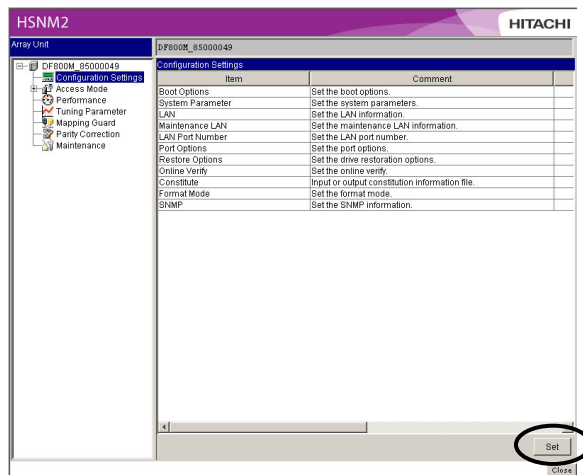 HSNM2
HITACHI
Array Unit
DF800M_85000049
Configuration Settings
Access Mode
Performance
Tuning Parameter
Mapping Guard
Parity Correction
Maintenance
DF800M_85000049
Configuration Settings
Item Comment
Boot Options Set the boot options.
System Parameter Set the system parameters.
LAN Set the LAN information.
Maintenance LAN Set the maintenance LAN information.
LAN Port Number Set the LAN port number.
Port Options Set the port options.
Restore Options Set the drive restoration options.
Online Verify Set the online verify.
Constitute Input or output constitution information file.
Format Mode Set the format mode.
SNMP Set the SNMP information.
Set
Close